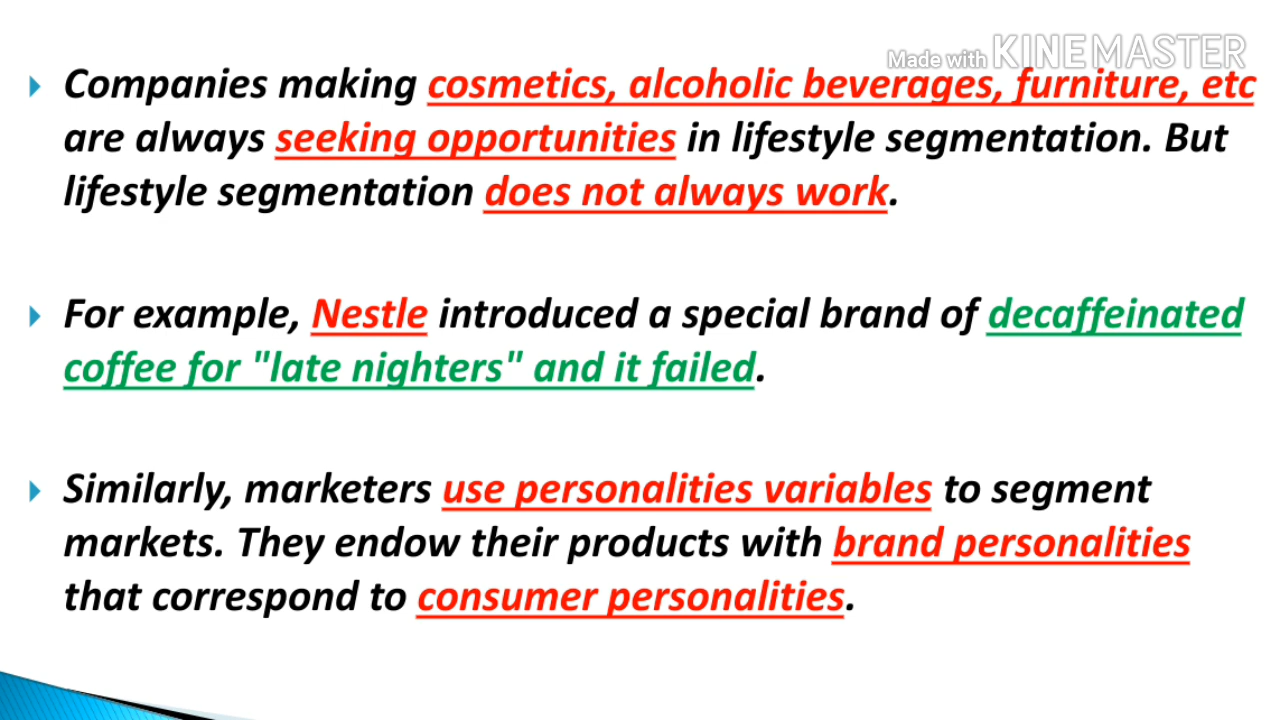 Made with KINEMASTER
Companies making cosmetics, alcoholic beverages, furniture, etc
are always seeking opportunities in lifestyle segmentation. But
lifestyle segmentation does not always work.
For example, Nestle introduced a special brand of decaffeinated
coffee for "late nighters" and it failed.
Similarly, marketers use personalities variables to segment
markets. They endow their products with brand personalities
that correspond to consumer personalities.